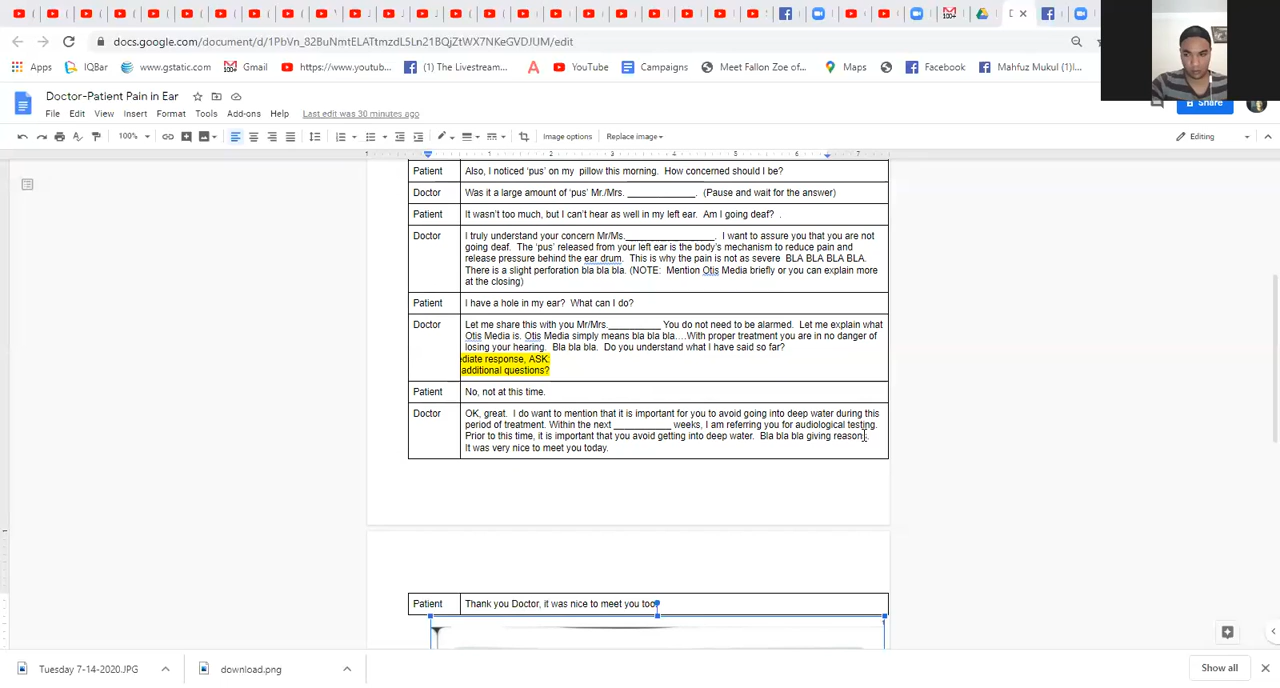 docs.google.com/document/d/1PbVn_82BuNmtELATtmzdL5Ln21BQjZtWX7NKeGVDJUM/edit
Apps IQBar www.gstatic.com Gmail https://www.youtub... (1) The Livestream... YouTube Campaigns Meet Fallon Zoe of... Maps Facebook Mahfuz Mukul (1)l...
Doctor-Patient Pain in Ear
Share
File Edit View Insert Format Tools Add-ons Help Last edit was 30 minutes ago
100% Image options Replace image Editing
1 1 2 3 4 5 6 7
Patient Also, I noticed 'pus' on my pillow this morning. How concerned should I be?
Doctor Was it a large amount of 'pus' Mr./Mrs. ____________. (Pause and wait for the answer)
Patient It wasn't too much, but I can't hear as well in my left ear. Am I going deaf? .
Doctor I truly understand your concern Mr/Ms.________________. I want to assure you that you are not
going deaf. The 'pus' released from your left ear is the body's mechanism to reduce pain and
release pressure behind the ear drum. This is why the pain is not as severe BLA BLA BLA BLA.
There is a slight perforation bla bla bla. (NOTE: Mention Otis Media briefly or you can explain more
at the closing)
Patient I have a hole in my ear? What can I do?
Doctor Let me share this with you Mr/Mrs.__________ You do not need to be alarmed. Let me explain what
Otis Media is. Otis Media simply means bla bla bla....With proper treatment you are in no danger of
losing your hearing. Bla bla bla. Do you understand what I have said so far?
diate response, ASK:
additional questions?
Patient No, not at this time.
Doctor OK, great. I do want to mention that it is important for you to avoid going into deep water during this
period of treatment. Within the next ___________ weeks, I am referring you for audiological testing.
Prior to this time, it is important that you avoid getting into deep water. Bla bla bla giving reasons.
It was very nice to meet you today.
Patient Thank you Doctor, it was nice to meet you too
Tuesday 7-14-2020.JPG download.png Show all